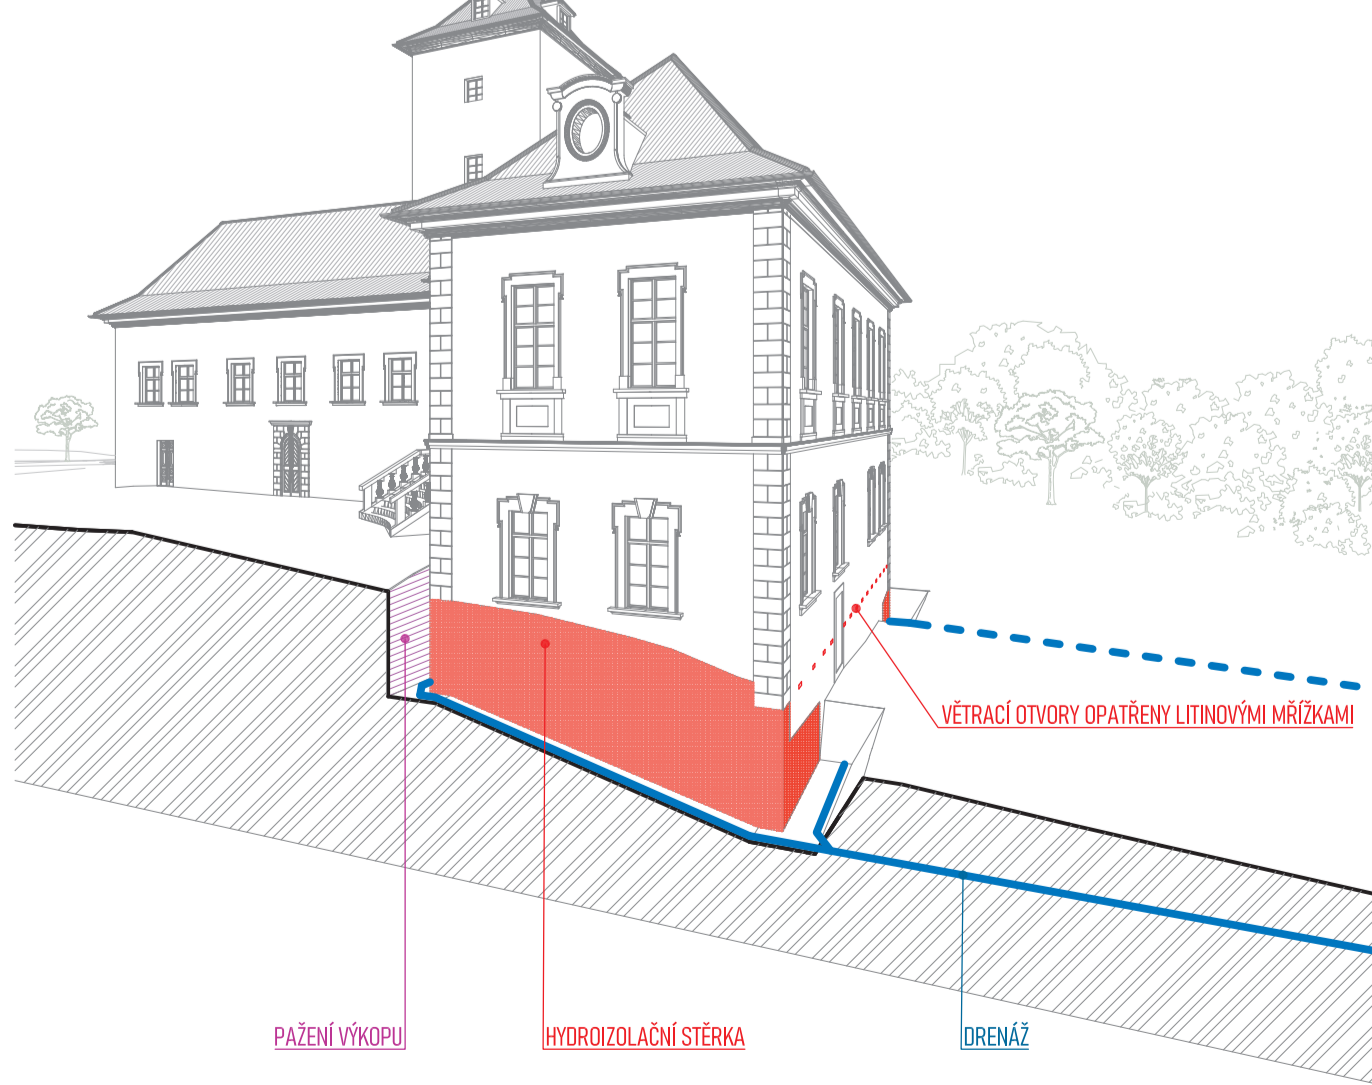 VĚTRACÍ OTVORY OPATŘENY LITINOVÝMI MŘÍŽKAMI
PAŽENÍ VÝKOPU
HYDROIZOLAČNÍ STĚRKA
DRENÁŽ